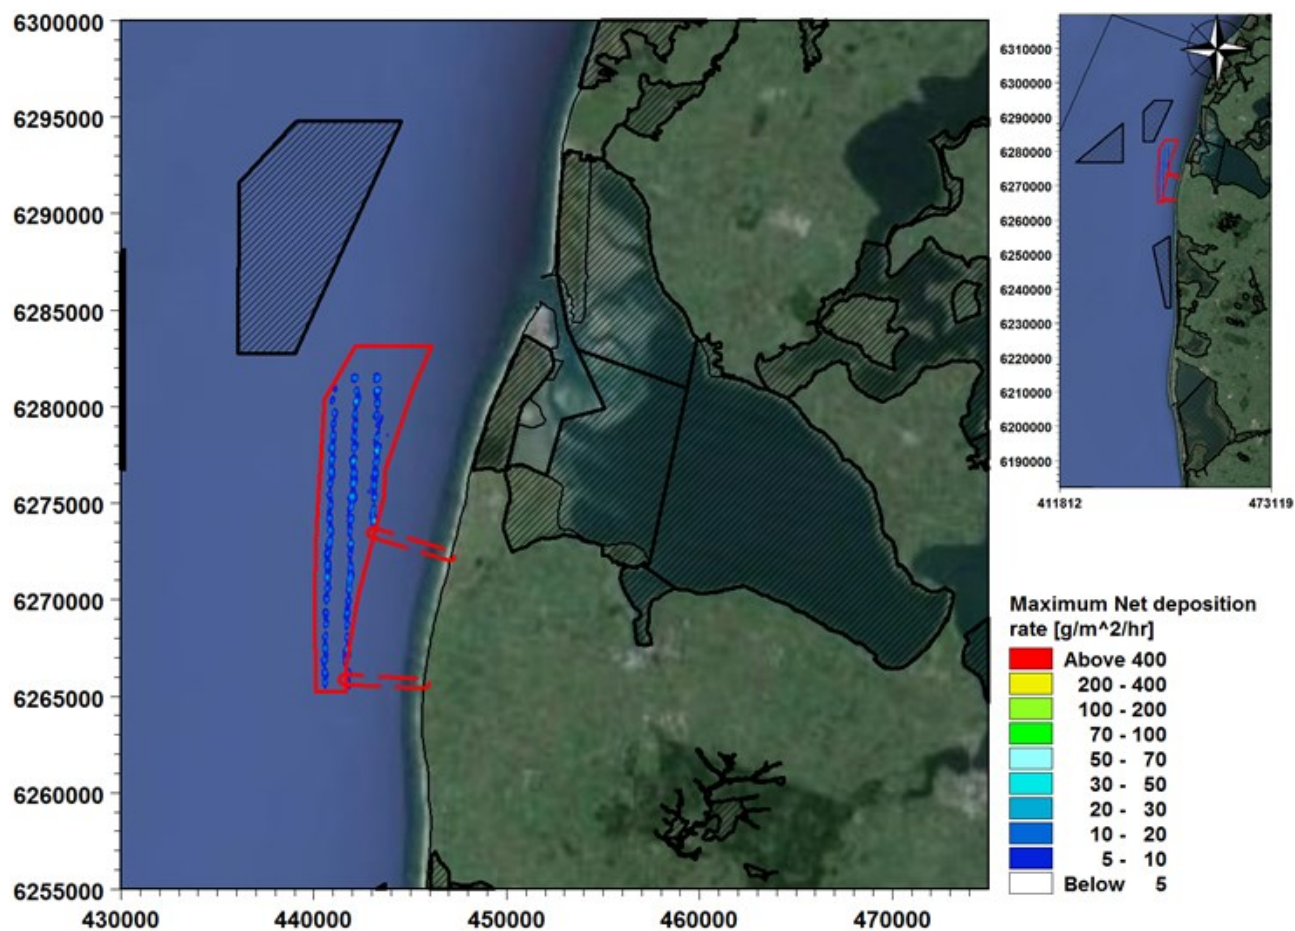 6300000
6295000
6290000
6285000
6280000
6275000
6270000
6265000
6260000
6255000
430000
440000
450000
460000
470000
6310000
6300000
6290000
6280000
6270000
6260000
6250000
6240000
6230000
6220000
6210000
6200000
6190000
411812
473119
Maximum Net deposition
rate [g/m^2/hr]
Above 400
200 - 400
100 - 200
70 - 100
50 - 70
30 - 50
20 - 30
10 - 20
5 - 10
Below 5